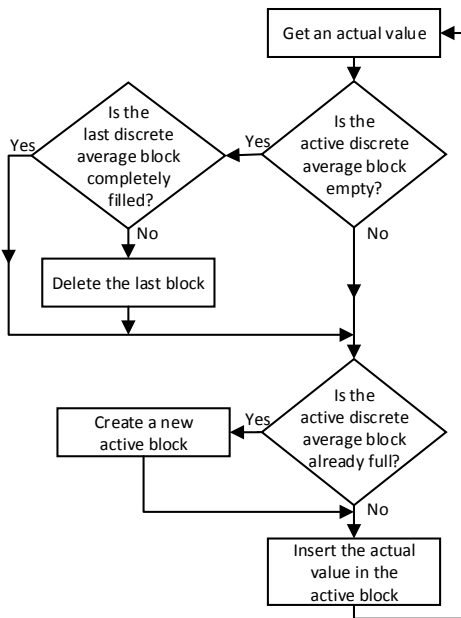 Get an actual value
Is the
active discrete
average block
empty?
Yes
No
Is the
last discrete
average block
completely
filled?
Yes
No
Delete the last block
Is the
active discrete
average block
already full?
Yes
No
Create a new
active block
Insert the actual
value in the
active block